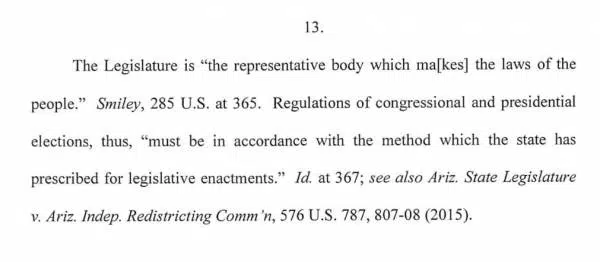 13.
The Legislature is “the representative body which ma[kes] the laws of the
people.” Smiley, 285 U.S. at 365. Regulations of congressional and presidential
elections, thus, “must be in accordance with the method which the state has
prescribed for legislative enactments.” Id. at 367; see also Ariz. State Legislature
v. Ariz. Indep. Redistricting Comm’n, 576 U.S. 787, 807-08 (2015).